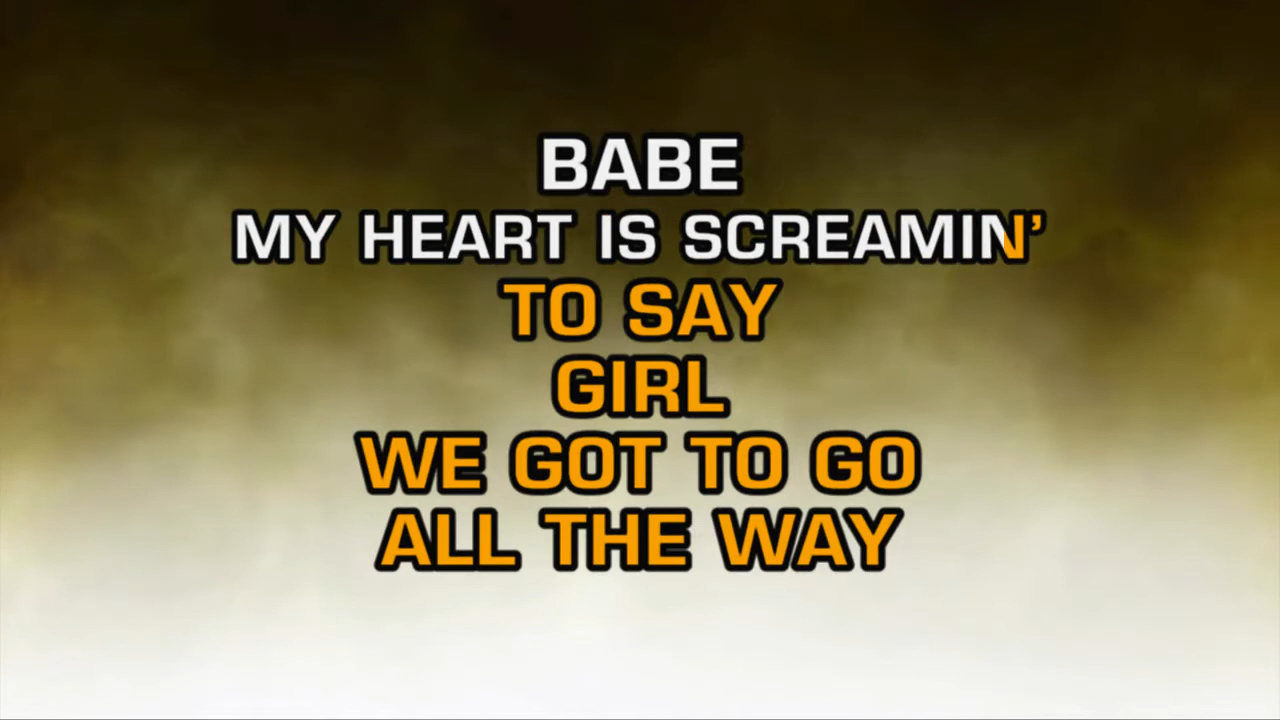 BABE
MY HEART IS SCREAMIN’
TO SAY
GIRL
WE GOT TO GO
ALL THE WAY